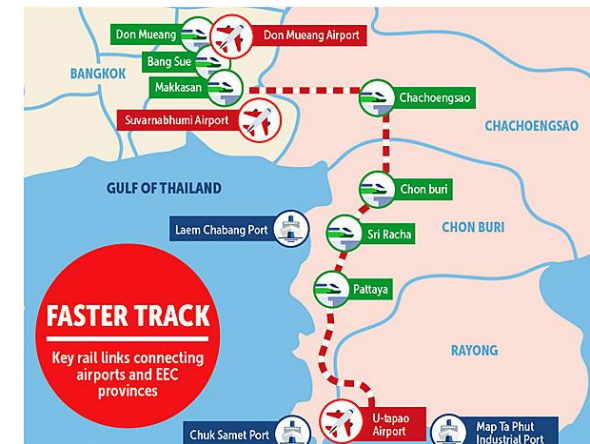 Don Mueang
Don Mueang Airport
Bang Sue
BANGKOK
Makkasan
Chachoengsao
Suvarnabhumi Airport
CHACHOENGSAO
GULF OF THAILAND
Chon buri
Laem Chabang Port
Sri Racha
CHON BURI
Pattaya
FASTER TRACK
Key rail links connecting
airports and EEC
provinces
RAYONG
U-tapao
Airport
Chuk Samet Port
Map Ta Phut
Industrial Port